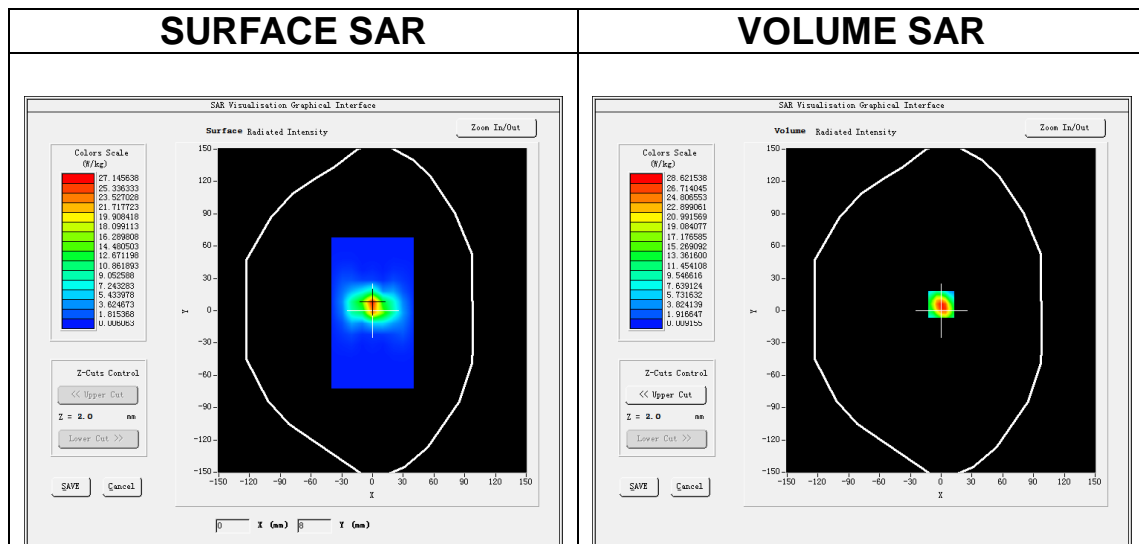 SURFACE SAR
VOLUME SAR
SAR Visualisation Graphical Interface
Surface Radiated Intensity
Zoom In/Out
Colors Scale
(W/kg)
27.145638
25.336333
23.527028
21.717723
19.908418
18.099113
16.289808
14.480503
12.671198
10.861893
9.052588
7.243283
5.433978
3.624673
1.815368
0.006063
150
120
90
60
30
0
-30
-60
-90
-120
-150
Y
-150 -120 -90 -60 -30 0 30 60 90 120 150
X
Z-Cuts Control
<< Upper Cut
Z = 2.0 mm
Lower Cut >>
SAVE Cancel
0 X (mm) 8 Y (mm)
SAR Visualisation Graphical Interface
Volume Radiated Intensity
Zoom In/Out
Colors Scale
(W/kg)
28.621538
26.714045
24.806553
22.899061
20.991569
19.084077
17.176585
15.269092
13.361600
11.454108
9.546616
7.639124
5.731632
3.824139
1.916647
0.009155
150
120
90
60
30
0
-30
-60
-90
-120
-150
Y
-150 -120 -90 -60 -30 0 30 60 90 120 150
X
Z-Cuts Control
<< Upper Cut
Z = 2.0 mm
Lower Cut >>
SAVE Cancel